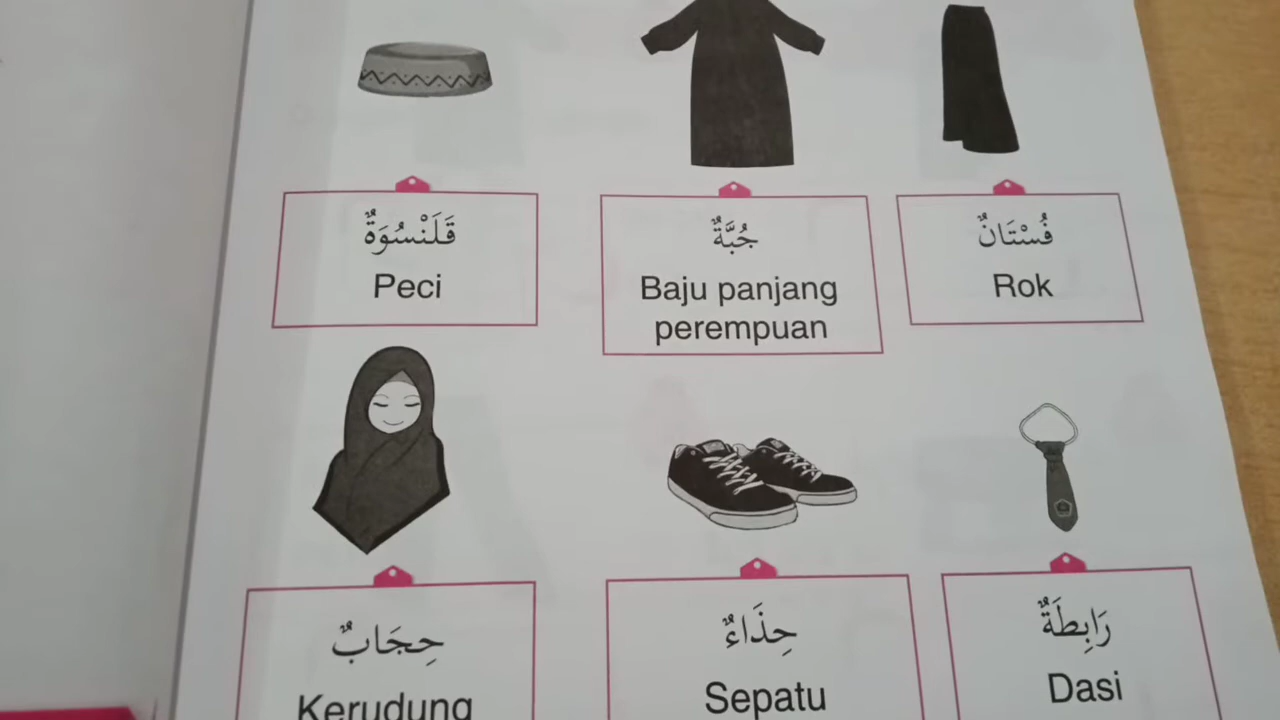 قَلَنْسُوَةٌ
Peci
جُبَّةٌ
Baju panjang
perempuan
فُسْتَانٌ
Rok
حِجَابٌ
Kerudung
حِذَاءٌ
Sepatu
رَابِطَةٌ
Dasi